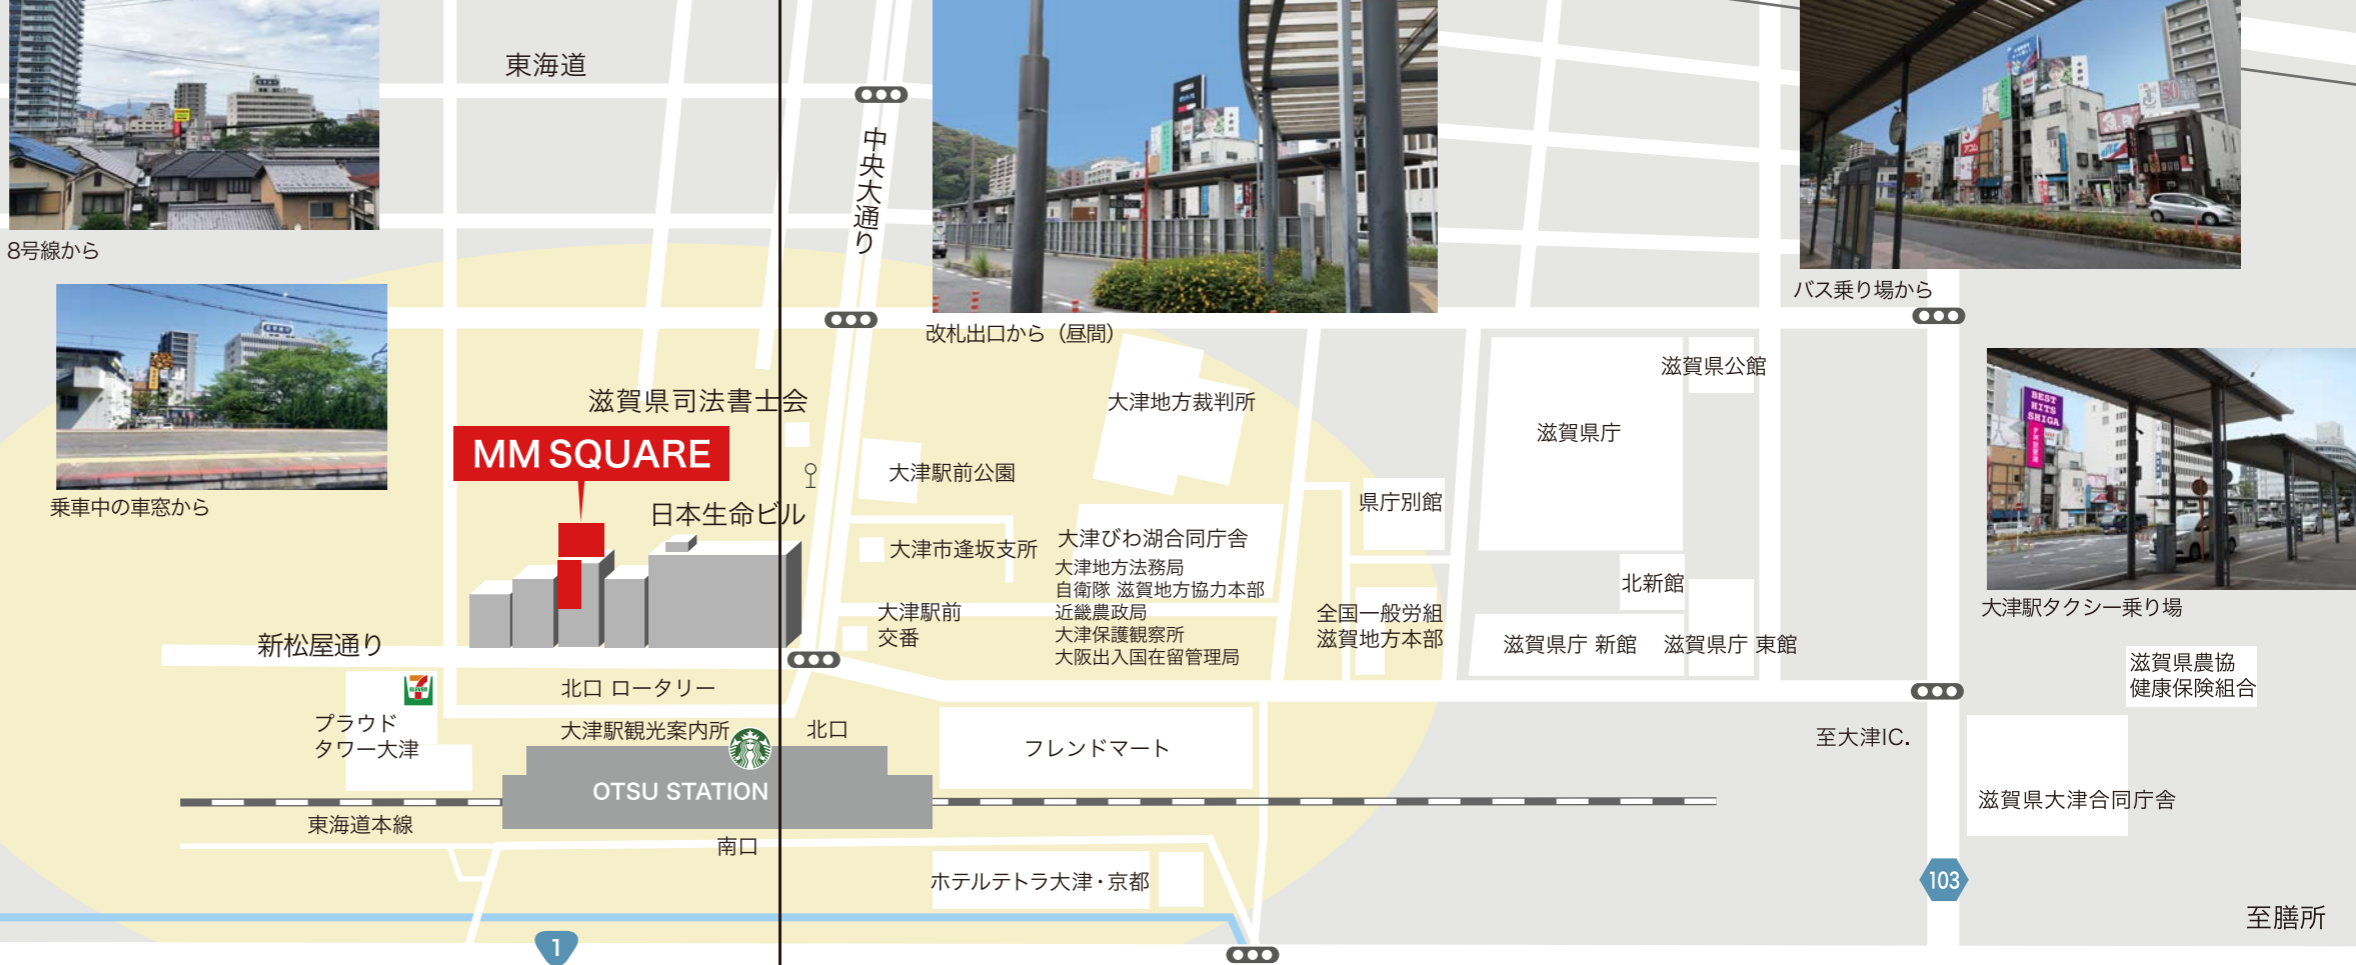 東海道
中央大通り
8号線から
改札出口から（昼間）
バス乗り場から
乗車中の車窓から
滋賀県司法書士会
MM SQUARE
日本生命ビル
大津駅前公園
大津市逢坂支所
大津駅前
交番
大津地方裁判所
大津びわ湖合同庁舎
大津地方法務局
自衛隊 滋賀地方協力本部
近畿農政局
大津保護観察所
大阪出入国在留管理局
滋賀県公館
滋賀県庁
県庁別館
北新館
全国一般労組
滋賀地方本部
滋賀県庁 新館
滋賀県庁 東館
BEST
HITS
SHIGA
大津駅タクシー乗り場
滋賀県農協
健康保険組合
新松屋通り
北口 ロータリー
プラウド
タワー大津
大津駅観光案内所
北口
OTSU STATION
フレンドマート
至大津IC.
滋賀県大津合同庁舎
東海道本線
南口
ホテルテトラ大津・京都
103
至膳所
1